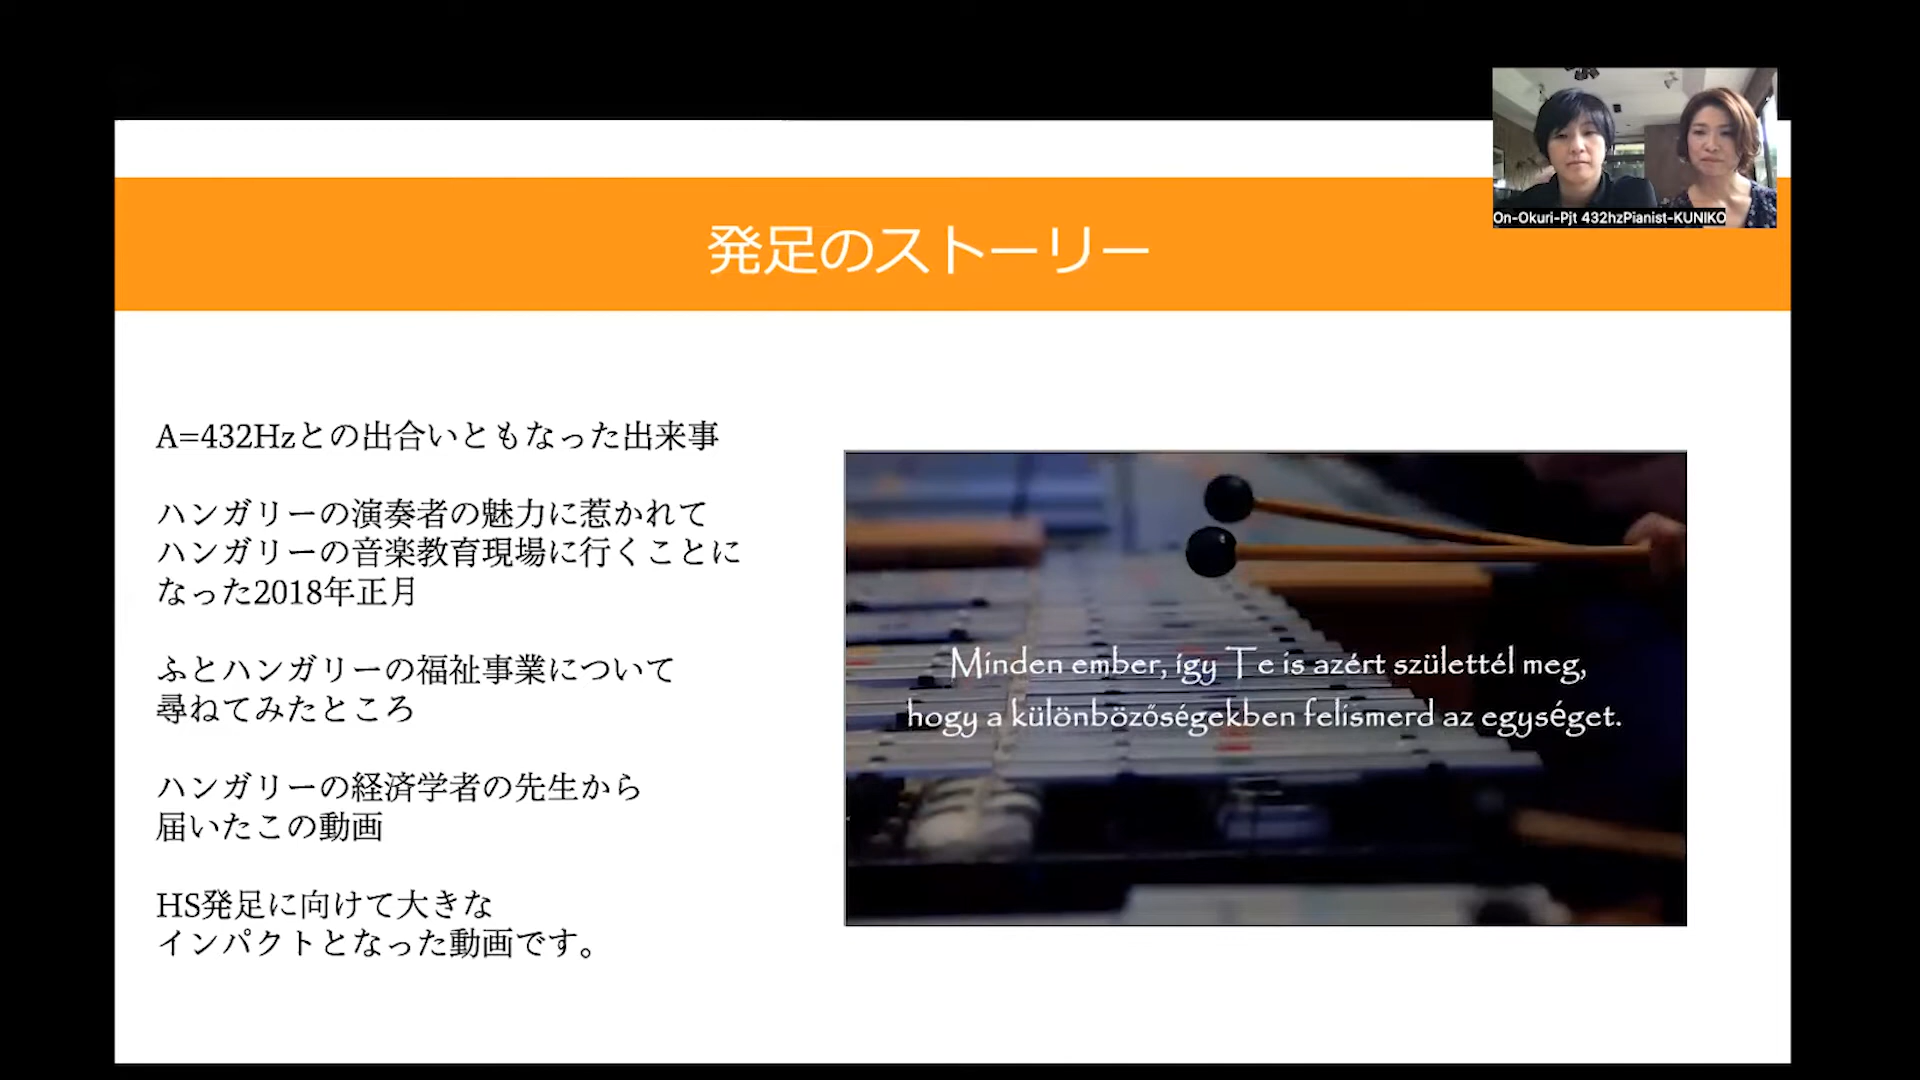 On-Okuri-Pjt 432hzPianist-KUNIKO
発足のストーリー
A=432Hzとの出合いともなった出来事
ハンガリーの演奏者の魅力に惹かれて
ハンガリーの音楽教育現場に行くことに
なった2018年正月
ふとハンガリーの福祉事業について
尋ねてみたところ
ハンガリーの経済学者の先生から
届いたこの動画
HS発足に向けて大きな
インパクトとなった動画です。
Minden ember, így Te is azért születtél meg,
hogy a különbözőségekben felismerd az egységet.